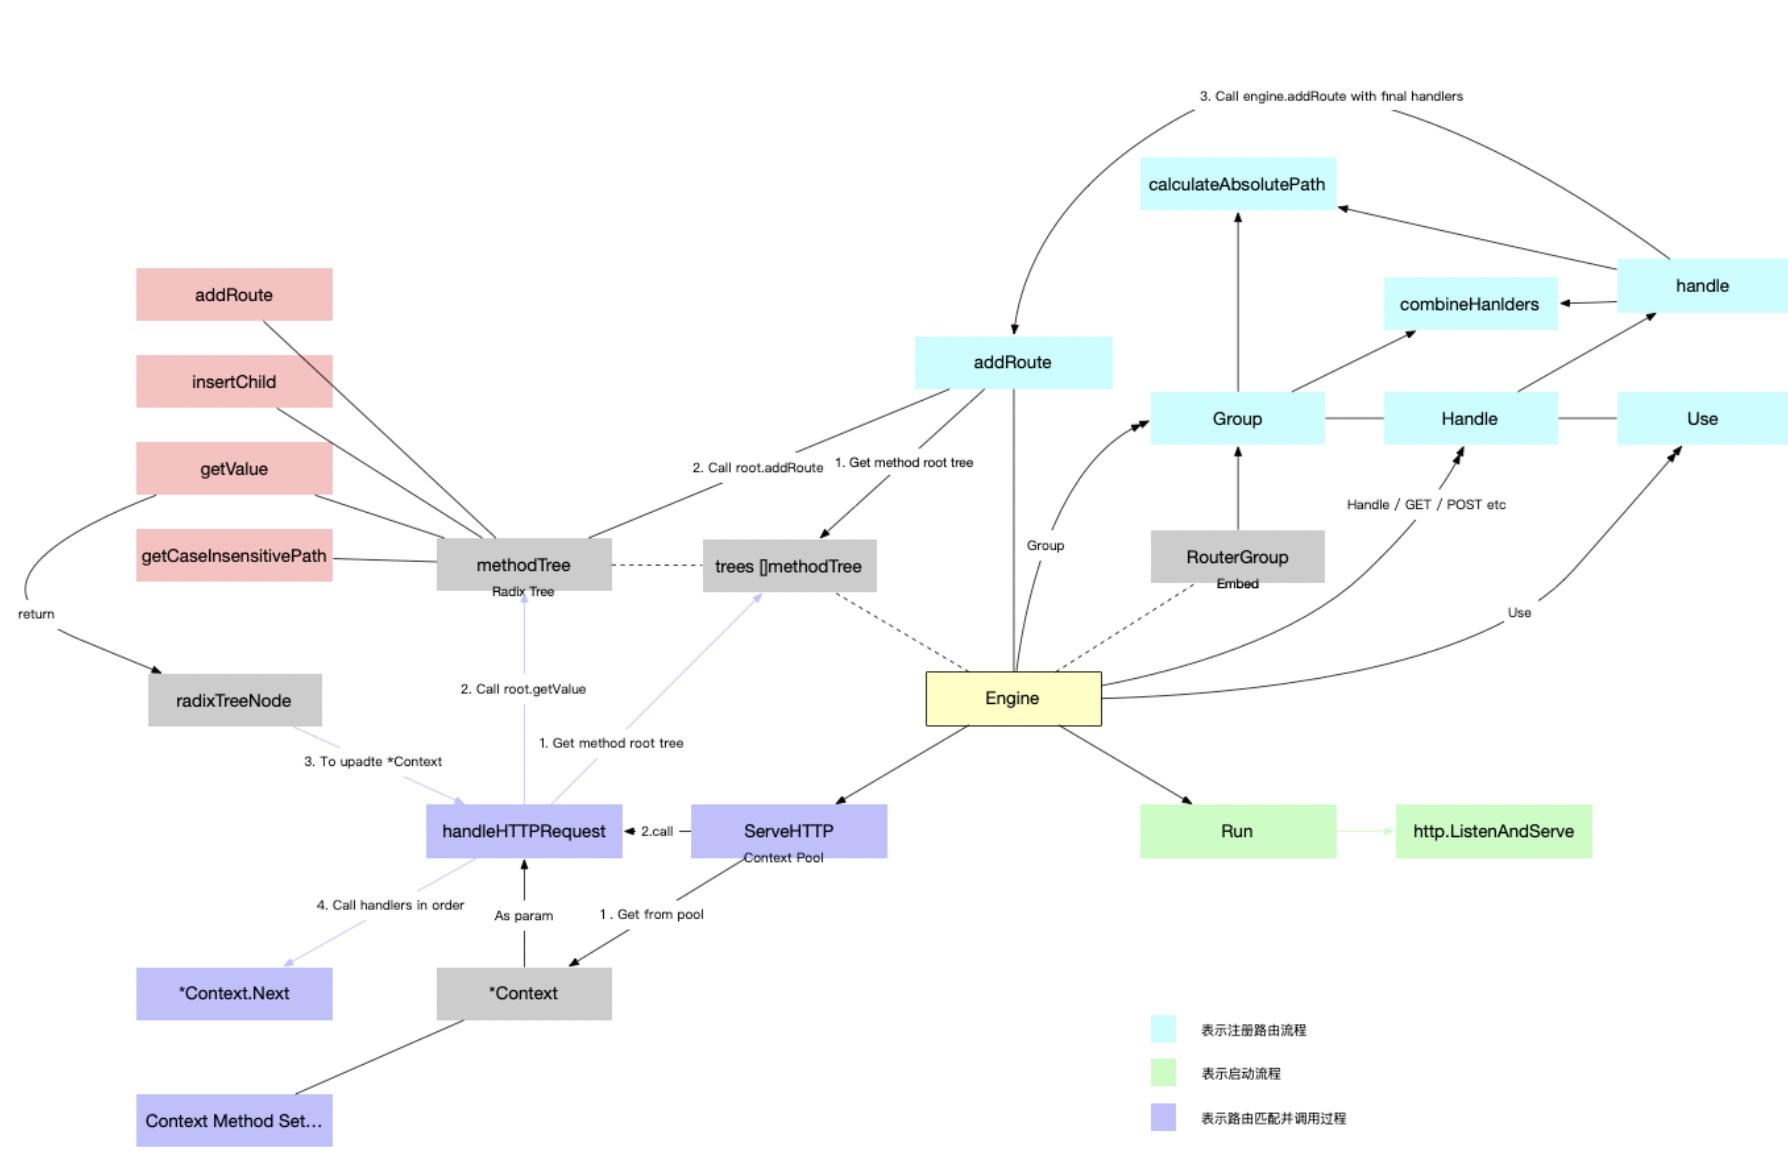 3. Call engine.addRoute with final handlers
calculateAbsolutePath
handle
addRoute
combineHanlders
addRoute
insertChild
Group
Handle
Use
getValue
2. Call root.addRoute
1. Get method root tree
Handle / GET / POST etc
Group
getCaseInsensitivePath
methodTree
Radix Tree
trees []methodTree
RouterGroup
Embed
return
Use
radixTreeNode
2. Call root.getValue
Engine
1. Get method root tree
3. To upadte *Context
handleHTTPRequest
2.call
ServeHTTP
Context Pool
Run
http.ListenAndServe
4. Call handlers in order
As param
1 . Get from pool
*Context.Next
*Context
表示注册路由流程
表示启动流程
Context Method Set...
表示路由匹配并调用过程